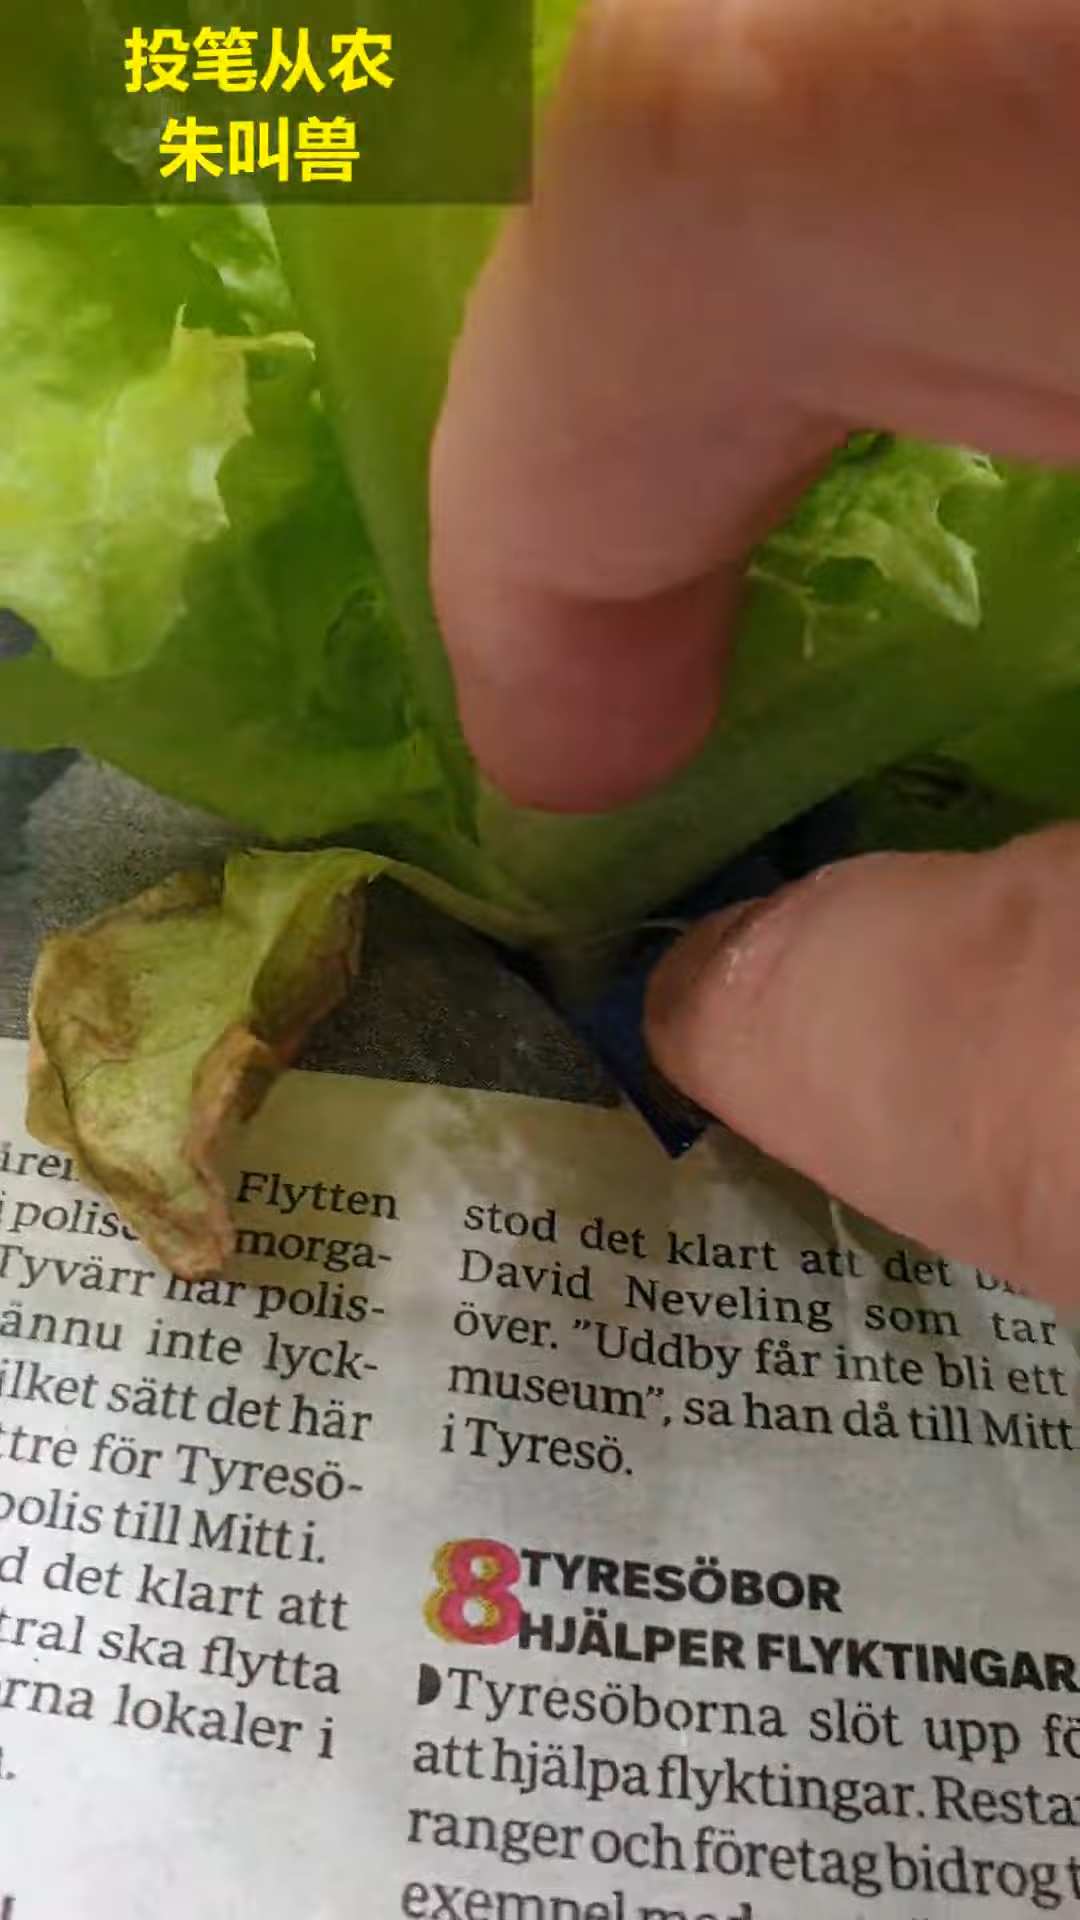 投笔从农
朱叫兽
Flytten
morga-
Tyvärr har polis-
ännu inte lyck-
ilket sätt det här
ttre för Tyresö-
polis till Mitt i.
d det klart att
tral ska flytta
rna lokaler i
stod det klart att det
David Neveling som tar
över. ”Uddby får inte bli ett
museum”, sa han då till Mitt
i Tyresö.
8 TYRESÖBOR
HJÄLPER FLYKTINGAR
Tyresöborna slöt upp fö
att hjälpa flyktingar. Resta
ranger och företag bidrog t